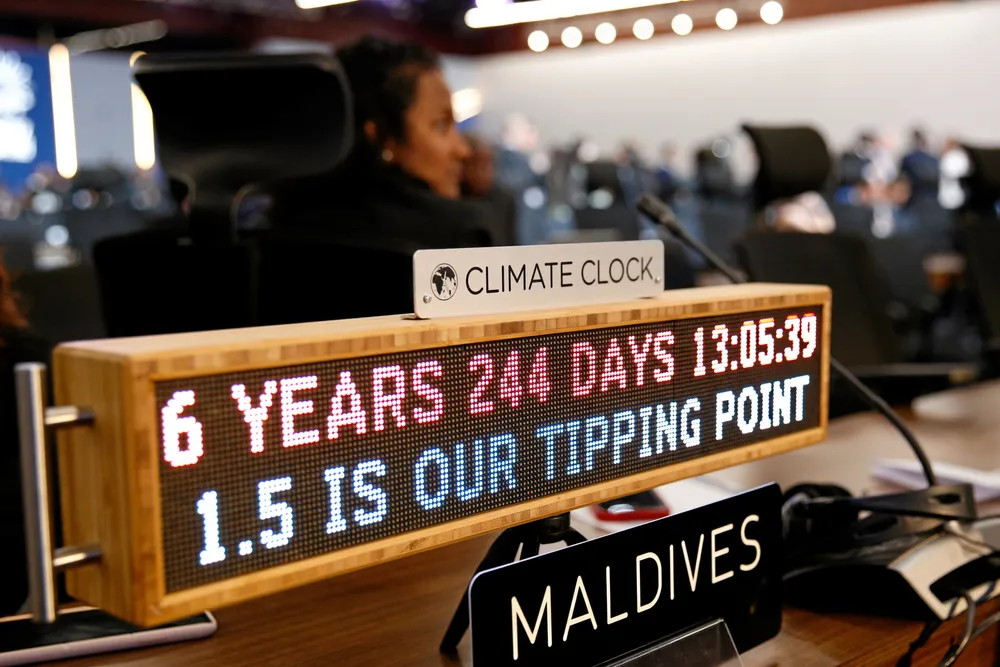 CLIMATE CLOCK
6 YEARS 244 DAYS 13:05:39
1.5 IS OUR TIPPING POINT
MALDIVES